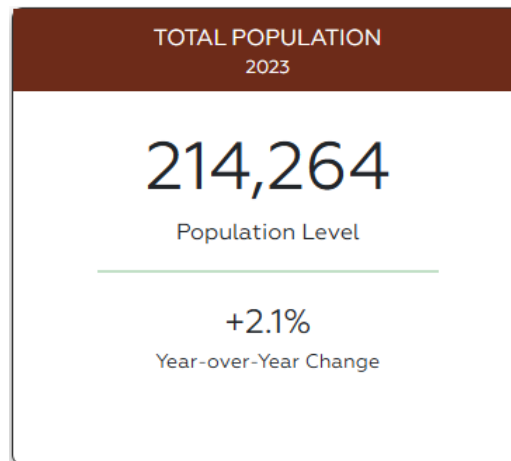 TOTAL POPULATION
2023
214,264
Population Level
+2.1%
Year-over-Year Change